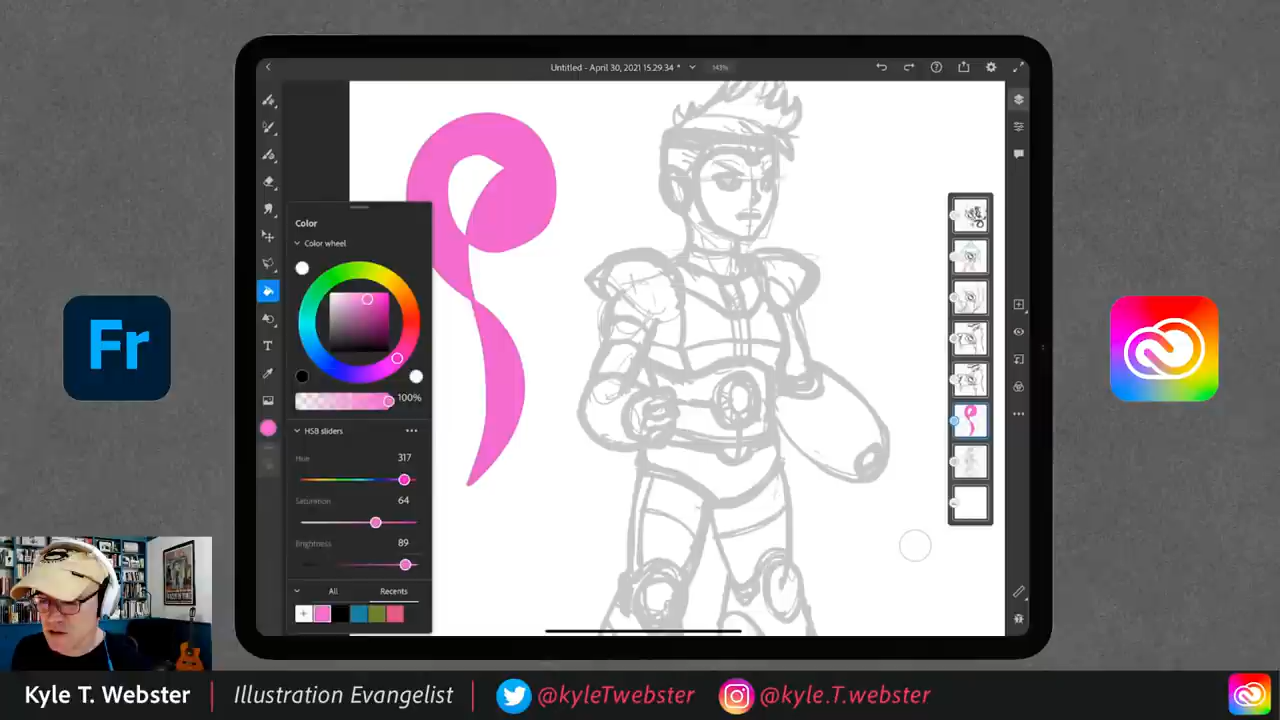 Untitled - April 30, 2021 15.29.34 *
143%
Color
Color wheel
100%
HSB sliders
Hue
317
Saturation
64
Brightness
89
All
Recents
T
Fr
Kyle T. Webster
Illustration Evangelist
@kyleTwebster
@kyle.T.webster